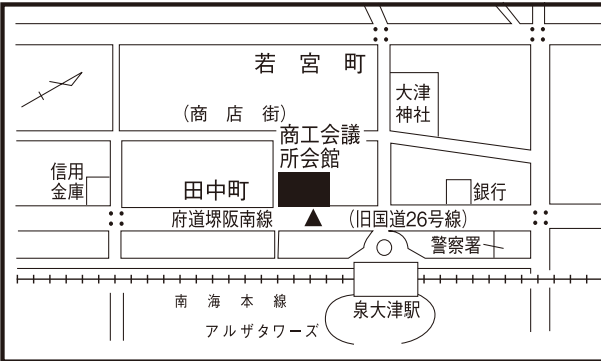 若宮町
(商店街)
大津
神社
商工会議
所会館
信用
金庫
田中町
銀行
府道堺阪南線
(旧国道26号線)
警察署
南海本線
泉大津駅
アルザタワーズ